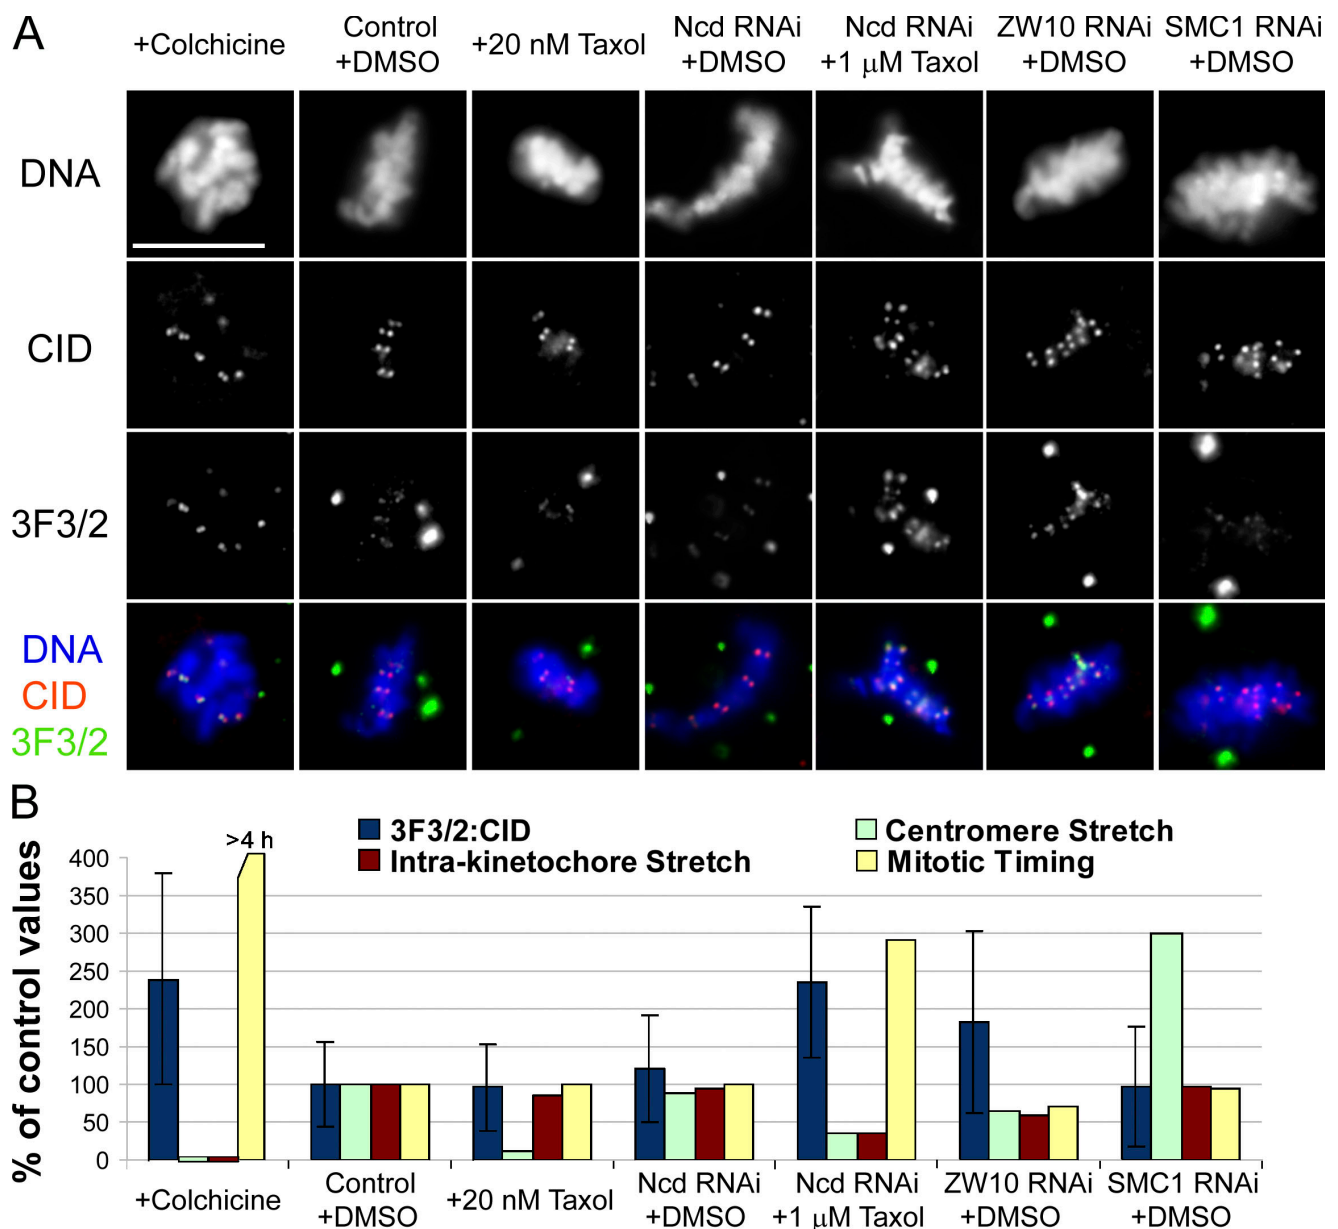 A
+Colchicine
Control
+DMSO
+20 nM Taxol
Ncd RNAi
+DMSO
Ncd RNAi
+1 μM Taxol
ZW10 RNAi
+DMSO
SMC1 RNAi
+DMSO
DNA
CID
3F3/2
DNA
CID
3F3/2
B
>4 h
3F3/2:CID
Centromere Stretch
Intra-kinetochore Stretch
Mitotic Timing
% of control values
400
350
300
250
200
150
100
50
0
+Colchicine
Control
+DMSO
+20 nM Taxol
Ncd RNAi
+DMSO
Ncd RNAi
+1 μM Taxol
ZW10 RNAi
+DMSO
SMC1 RNAi
+DMSO